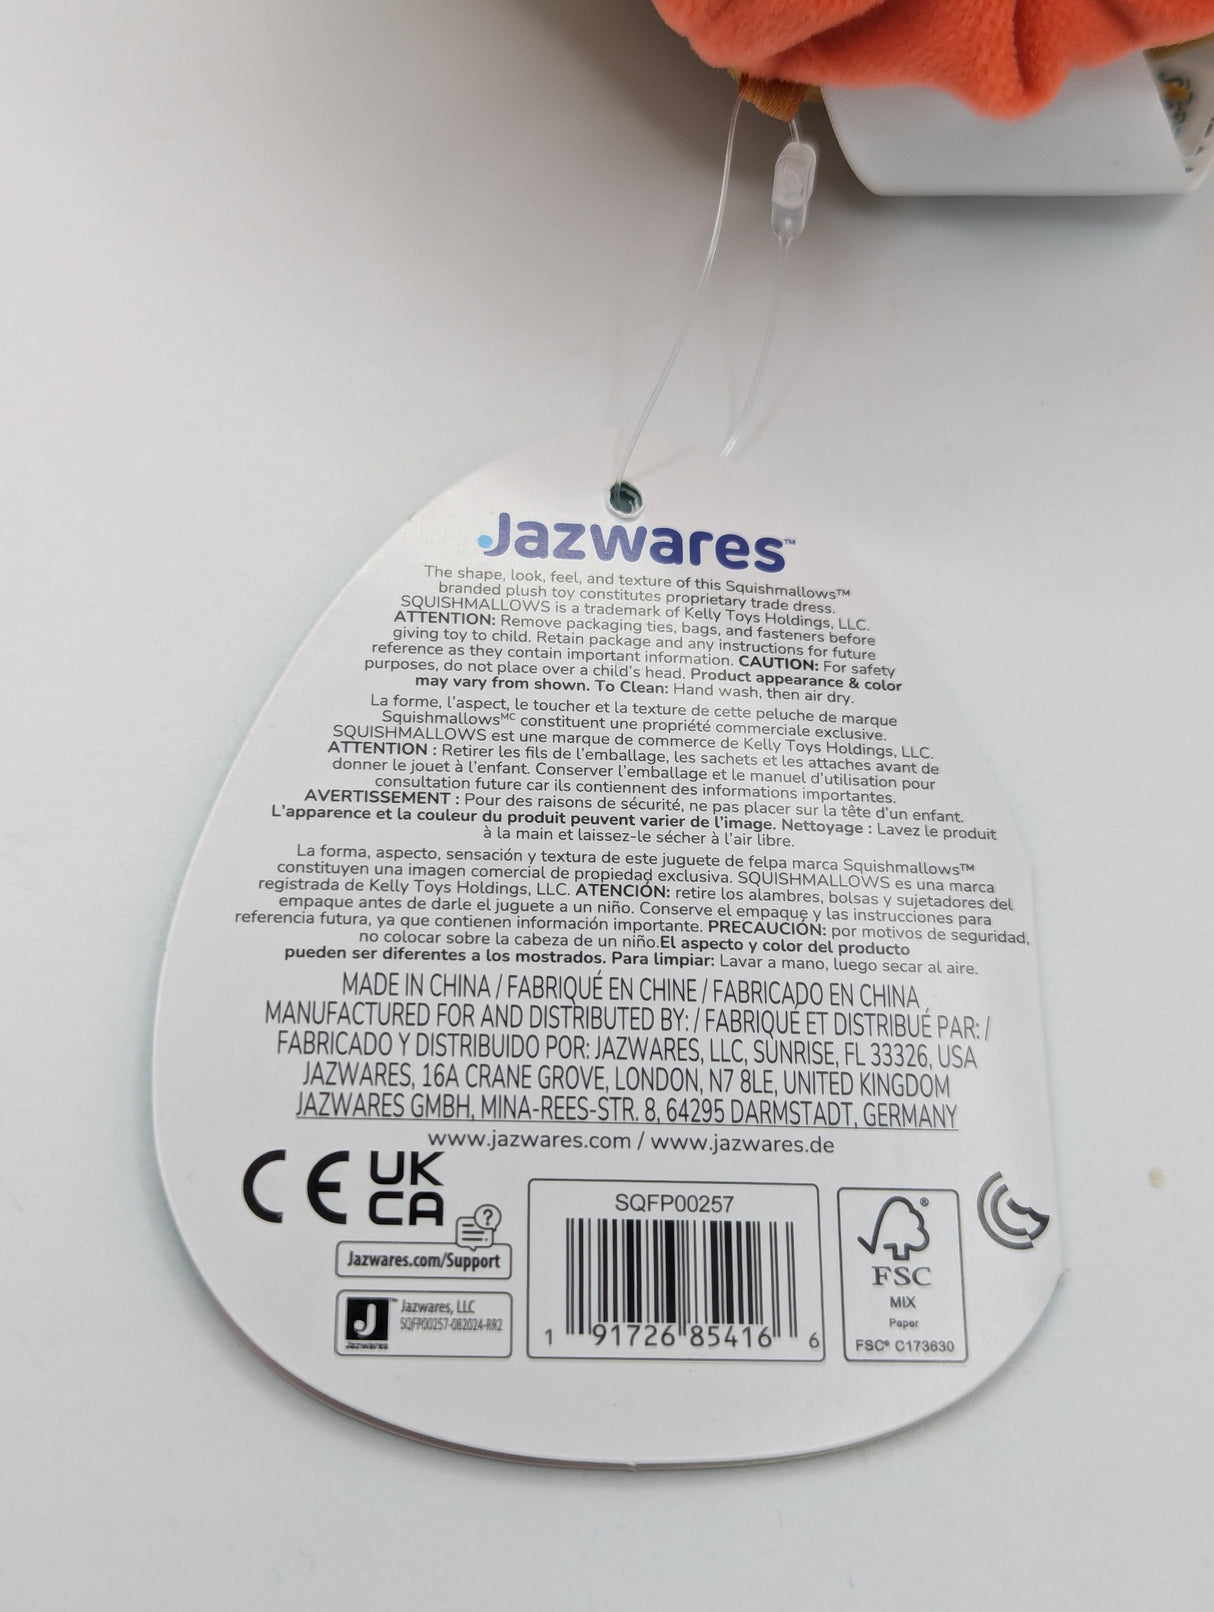 Jazwares™
The shape, look, feel, and texture of this Squishmallows™
branded plush toy constitutes proprietary trade dress.
SQUISHMALLOWS is a trademark of Kelly Toys Holdings, LLC.
ATTENTION: Remove packaging ties, bags, and fasteners before
giving toy to child. Retain package and any instructions for future
reference as they contain important information. CAUTION: For safety
purposes, do not place over a child's head. Product appearance & color
may vary from shown. To Clean: Hand wash, then air dry.
La forme, l'aspect, le toucher et la texture de cette peluche de marque
Squishmallowsᴹᶜ constituent une propriété commerciale exclusive.
SQUISHMALLOWS est une marque de commerce de Kelly Toys Holdings, LLC.
ATTENTION : Retirer les fils de l'emballage, les sachets et les attaches avant de
donner le jouet à l'enfant. Conserver l'emballage et le manuel d'utilisation pour
consultation future car ils contiennent des informations importantes.
AVERTISSEMENT : Pour des raisons de sécurité, ne pas placer sur la tête d'un enfant.
L'apparence et la couleur du produit peuvent varier de l'image. Nettoyage : Lavez le produit
à la main et laissez-le sécher à l'air libre.
La forma, aspecto, sensación y textura de este juguete de felpa marca Squishmallows™
constituyen una imagen comercial de propiedad exclusiva. SQUISHMALLOWS es una marca
registrada de Kelly Toys Holdings, LLC. ATENCIÓN: retire los alambres, bolsas y sujetadores del
empaque antes de darle el juguete a un niño. Conserve el empaque y las instrucciones para
referencia futura, ya que contienen información importante. PRECAUCIÓN: por motivos de seguridad,
no colocar sobre la cabeza de un niño.El aspecto y color del producto
pueden ser diferentes a los mostrados. Para limpiar: Lavar a mano, luego secar al aire.
MADE IN CHINA / FABRIQUÉ EN CHINE / FABRICADO EN CHINA
MANUFACTURED FOR AND DISTRIBUTED BY: / FABRIQUÉ ET DISTRIBUÉ PAR: /
FABRICADO Y DISTRIBUIDO POR: JAZWARES, LLC, SUNRISE, FL 33326, USA
JAZWARES, 16A CRANE GROVE, LONDON, N7 8LE, UNITED KINGDOM
JAZWARES GMBH, MINA-REES-STR. 8, 64295 DARMSTADT, GERMANY
www.jazwares.com / www.jazwares.de
CE UK
CA
?
Jazwares.com/Support
J™
Jazwares
Jazwares, LLC
SQFP00257-082024-RR2
SQFP00257
1 91726 85416 6
®
FSC
MIX
Paper
FSC® C173630